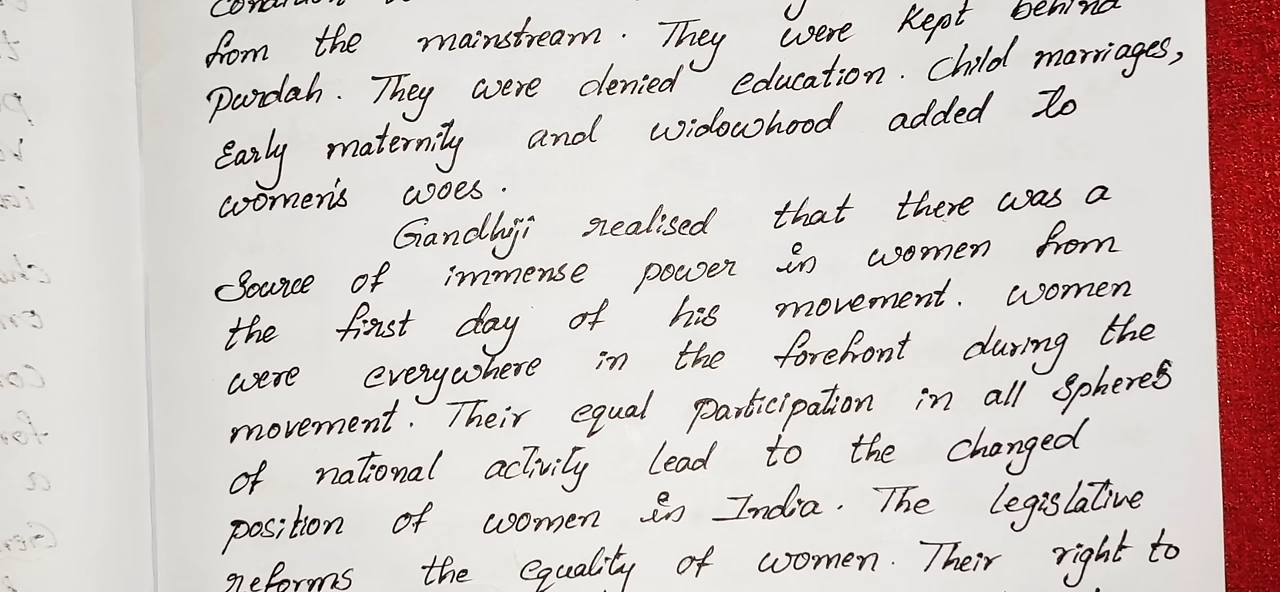 condition
from the mainstream. They were kept behind
purdah. They were denied education. Child marriages,
Early maternity and widowhood added to
women's woes.
Gandhiji realised that there was a
Source of immense power in women from
the first day of his movement. Women
were everywhere in the forefront during the
movement. Their equal participation in all spheres
of national activity lead to the changed
position of women in India. The legislative
reforms the equality of women. Their right to